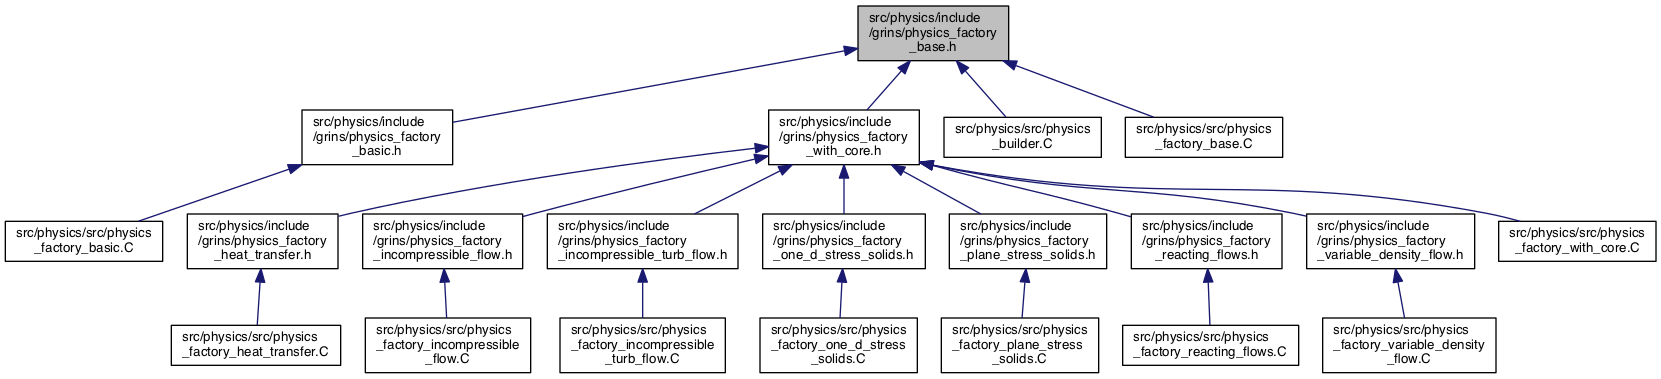 src/physics/include
/grins/physics_factory
_base.h
src/physics/include
/grins/physics_factory
_basic.h
src/physics/include
/grins/physics_factory
_with_core.h
src/physics/src/physics
_builder.C
src/physics/src/physics
_factory_base.C
src/physics/src/physics
_factory_basic.C
src/physics/include
/grins/physics_factory
_heat_transfer.h
src/physics/include
/grins/physics_factory
_incompressible_flow.h
src/physics/include
/grins/physics_factory
_incompressible_turb_flow.h
src/physics/include
/grins/physics_factory
_one_d_stress_solids.h
src/physics/include
/grins/physics_factory
_plane_stress_solids.h
src/physics/include
/grins/physics_factory
_reacting_flows.h
src/physics/include
/grins/physics_factory
_variable_density_flow.h
src/physics/src/physics
_factory_with_core.C
src/physics/src/physics
_factory_heat_transfer.C
src/physics/src/physics
_factory_incompressible
_flow.C
src/physics/src/physics
_factory_incompressible
_turb_flow.C
src/physics/src/physics
_factory_one_d_stress
_solids.C
src/physics/src/physics
_factory_plane_stress
_solids.C
src/physics/src/physics
_factory_reacting_flows.C
src/physics/src/physics
_factory_variable_density
_flow.C